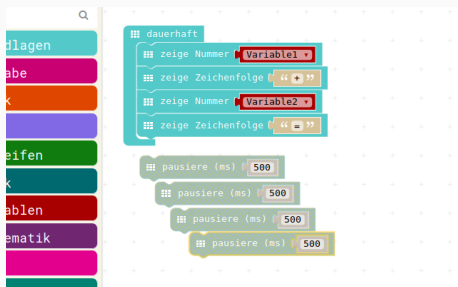 dlagen
abe
k
eifen
k
ablen
ematik
dauerhaft
zeige Nummer Variable1
zeige Zeichenfolge “ + ”
zeige Nummer Variable2
zeige Zeichenfolge “ = ”
pausiere (ms) 500
pausiere (ms) 500
pausiere (ms) 500
pausiere (ms) 500